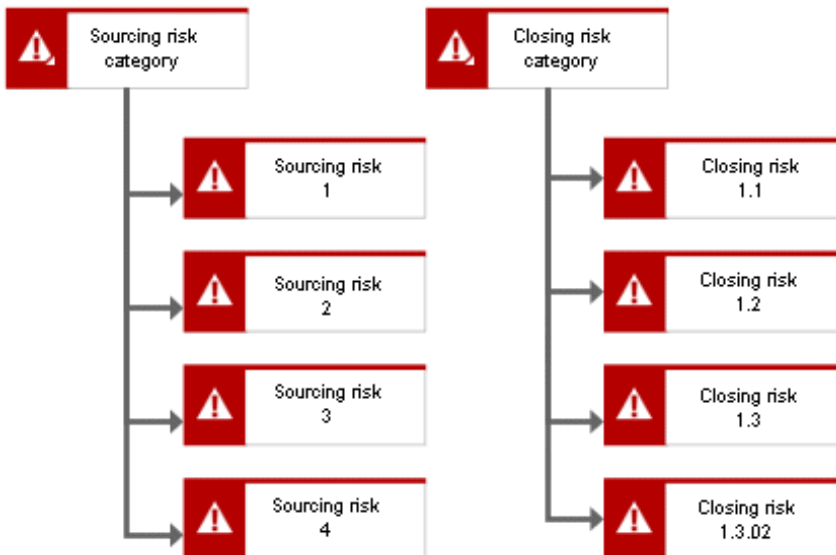 Sourcing risk
category
Closing risk
category
Sourcing risk
1
Closing risk
1.1
Sourcing risk
2
Closing risk
1.2
Sourcing risk
3
Closing risk
1.3
Sourcing risk
4
Closing risk
1.3.02